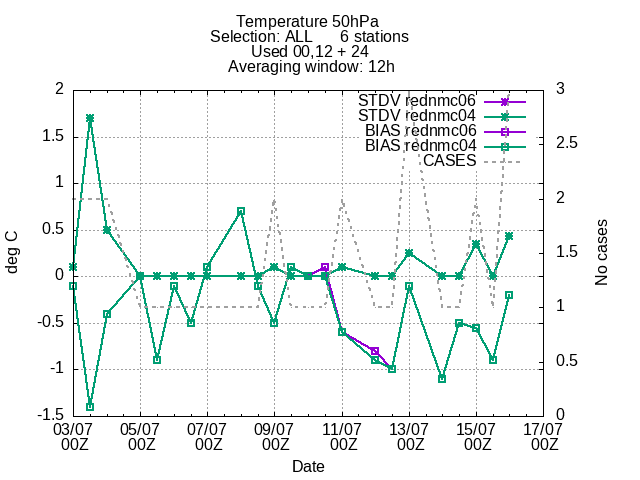 Temperature 50hPa
Selection: ALL      6 stations
Used 00,12 + 24
Averaging window: 12h
STDV rednmc06
STDV rednmc04
BIAS rednmc06
BIAS rednmc04
CASES
2
1.5
1
0.5
0
-0.5
-1
-1.5
deg C
3
2.5
2
1.5
1
0.5
0
No cases
03/07 05/07 07/07 09/07 11/07 13/07 15/07 17/07
00Z 00Z 00Z 00Z 00Z 00Z 00Z 00Z
Date